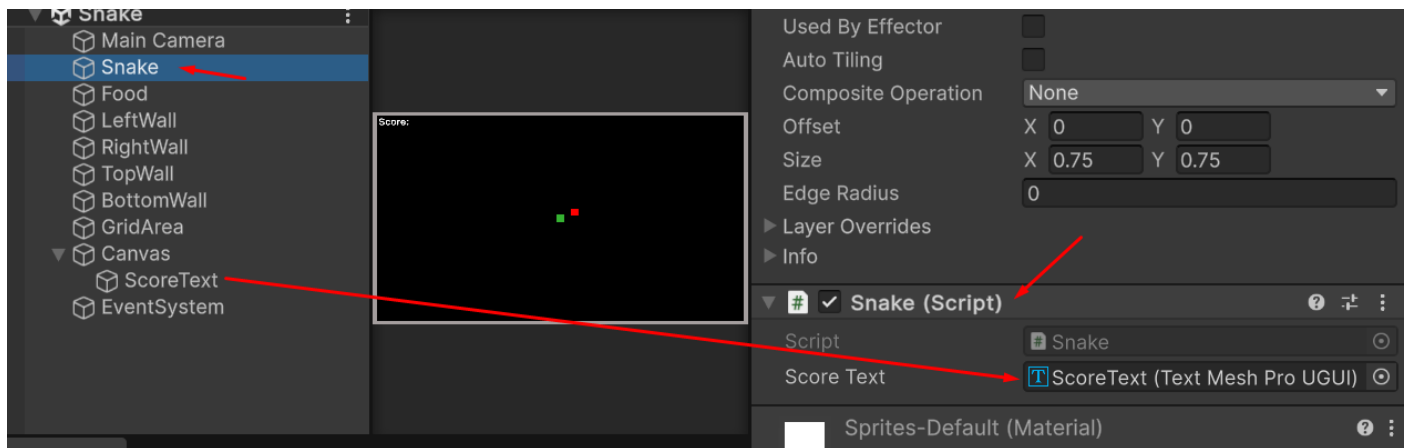 Snake
Main Camera
Snake
Food
LeftWall
RightWall
TopWall
BottomWall
GridArea
Canvas
ScoreText
EventSystem
Score:
Used By Effector
Auto Tiling
Composite Operation None
Offset X 0 Y 0
Size X 0.75 Y 0.75
Edge Radius 0
Layer Overrides
Info
# Snake (Script)
Script # Snake
Score Text T ScoreText (Text Mesh Pro UGUI)
Sprites-Default (Material)